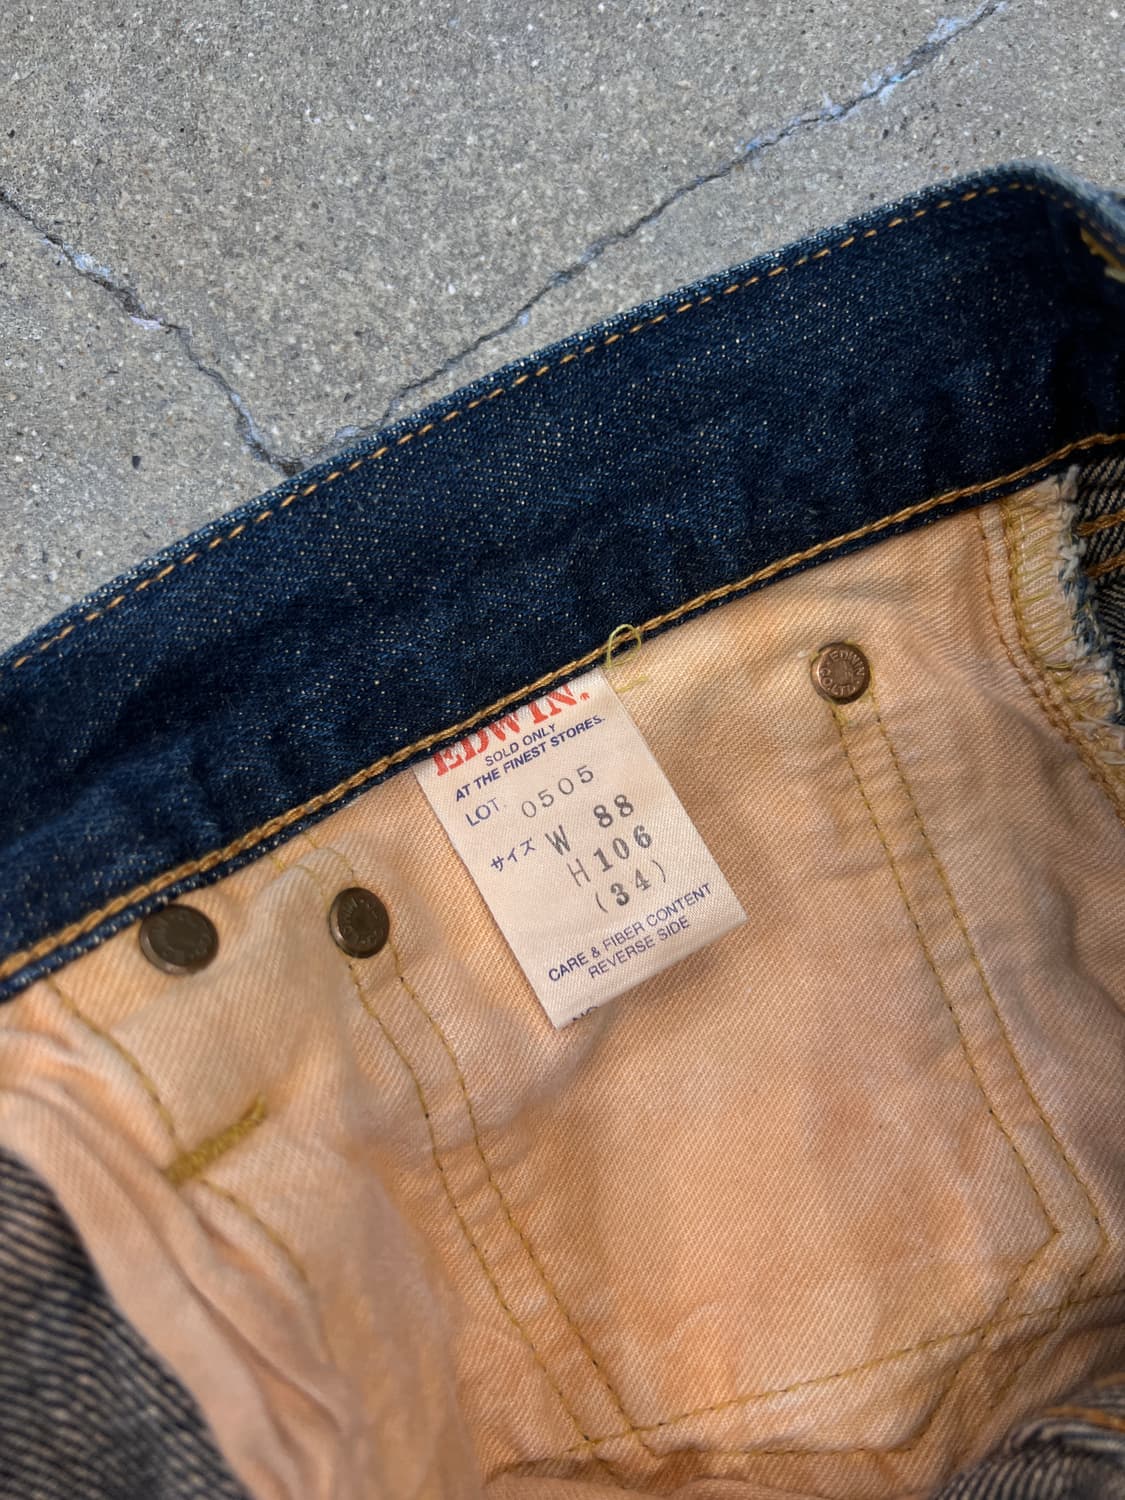 EDWIN.
SOLD ONLY
AT THE FINEST STORES.
LOT. 0505
サイズ W 88
H 106
(34)
CARE & FIBER CONTENT
REVERSE SIDE
EDWIN